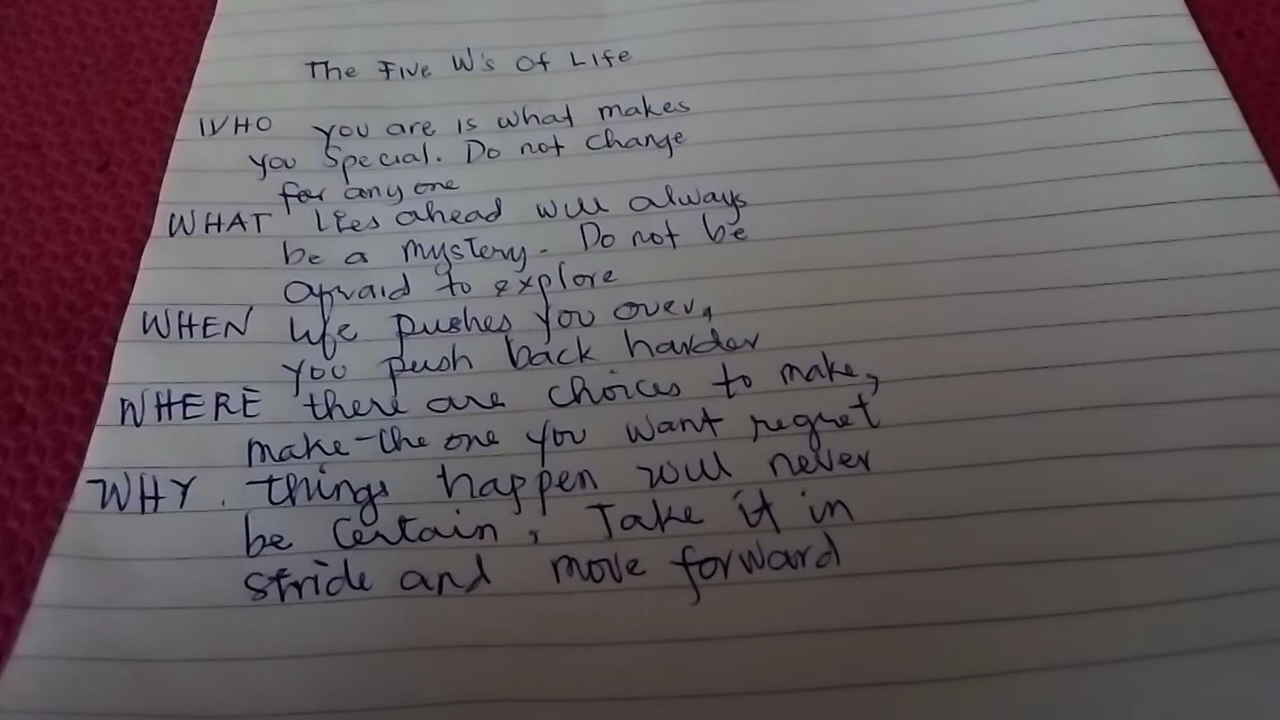 The Five W's Of Life
WHO you are is what makes
you special. Do not change
for any one
WHAT lies ahead will always
be a mystery. Do not be
afraid to explore
WHEN life pushes you over,
you push back harder
WHERE there are choices to make,
make the one you want regret
WHY. things happen will never
be certain, Take it in
stride and move forward